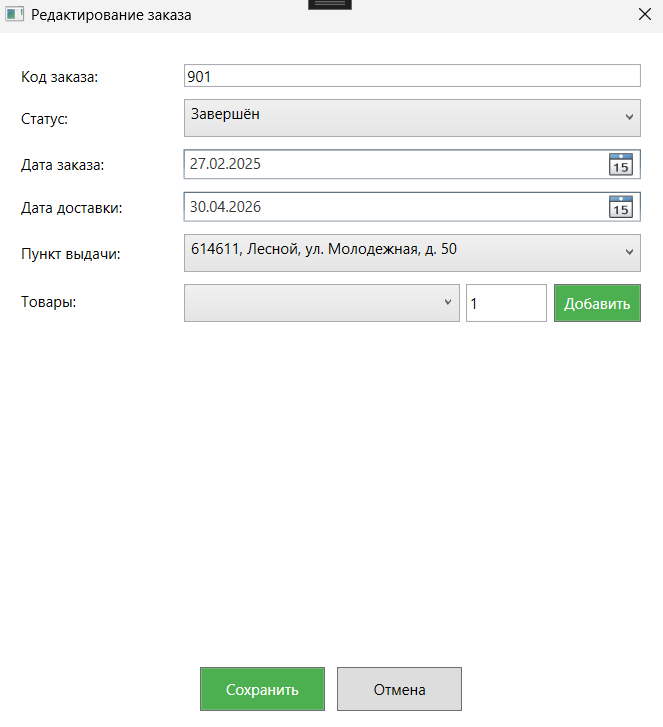 Редактирование заказа
Код заказа: 901
Статус: Завершён
Дата заказа: 27.02.2025 15
Дата доставки: 30.04.2026 15
Пункт выдачи: 614611, Лесной, ул. Молодежная, д. 50
Товары: 1 Добавить
Сохранить Отмена